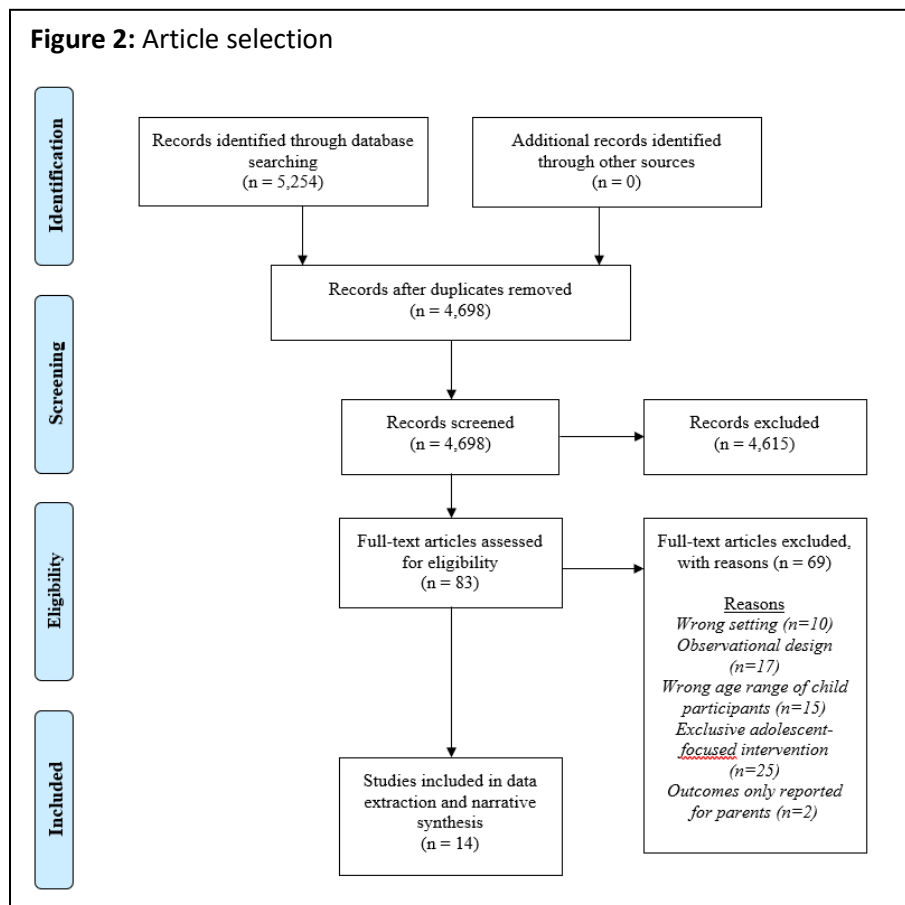 Figure 2: Article selection
Identification
Records identified through database
searching
(n = 5,254)
Additional records identified
through other sources
(n = 0)
Records after duplicates removed
(n = 4,698)
Screening
Records screened
(n = 4,698)
Records excluded
(n = 4,615)
Eligibility
Full-text articles assessed
for eligibility
(n = 83)
Full-text articles excluded,
with reasons (n = 69)
Reasons
Wrong setting (n=10)
Observational design
(n=17)
Wrong age range of child
participants (n=15)
Exclusive adolescent-
focused intervention
(n=25)
Outcomes only reported
for parents (n=2)
Included
Studies included in data
extraction and narrative
synthesis
(n = 14)